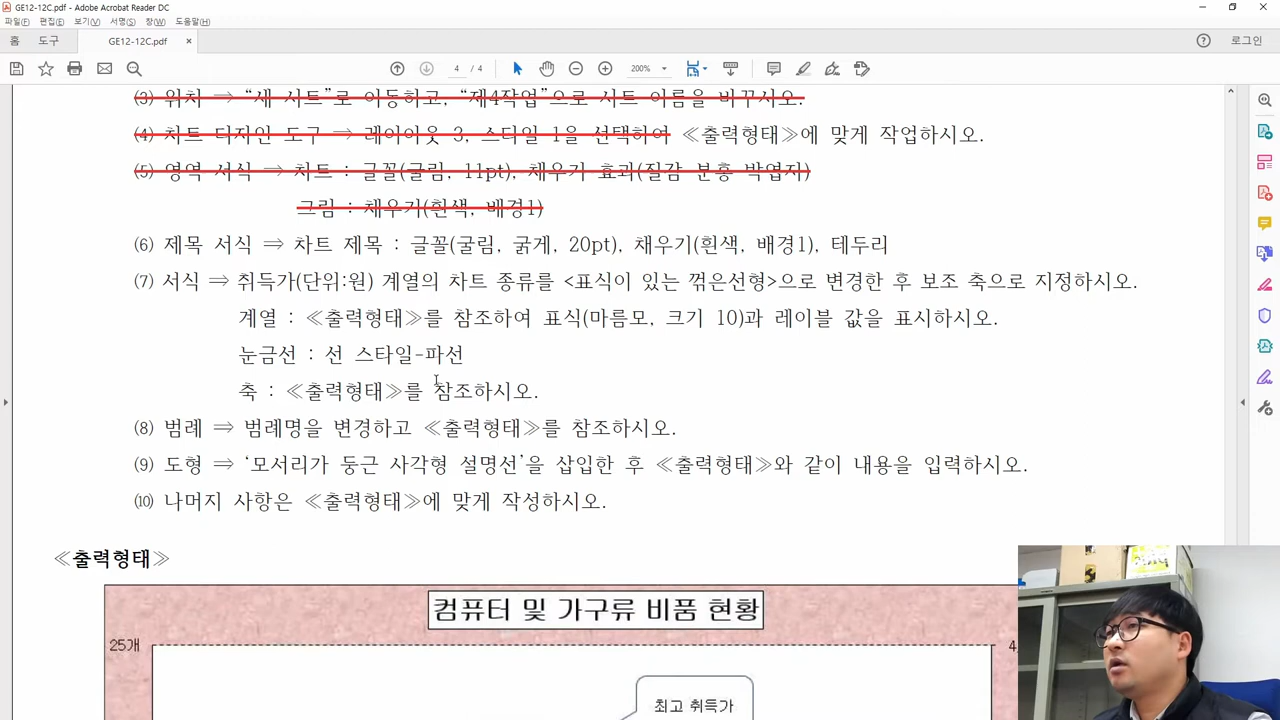 GE12-12C.pdf - Adobe Acrobat Reader DC
파일(F) 편집(E) 보기(V) 서명(S) 창(W) 도움말(H)
홈 도구 GE12-12C.pdf × 로그인
4 / 4 200%
(3) 위치 ⇒ “새 시트”로 이동하고, “제4작업”으로 시트 이름을 바꾸시오.
(4) 차트 디자인 도구 ⇒ 레이아웃 3, 스타일 1을 선택하여 ≪출력형태≫에 맞게 작업하시오.
(5) 영역 서식 ⇒ 차트 : 글꼴(굴림, 11pt), 채우기 효과(질감 분홍 박엽지)
그림 : 채우기(흰색, 배경1)
(6) 제목 서식 ⇒ 차트 제목 : 글꼴(굴림, 굵게, 20pt), 채우기(흰색, 배경1), 테두리
(7) 서식 ⇒ 취득가(단위:원) 계열의 차트 종류를 <표식이 있는 꺾은선형>으로 변경한 후 보조 축으로 지정하시오.
계열 : ≪출력형태≫를 참조하여 표식(마름모, 크기 10)과 레이블 값을 표시하시오.
눈금선 : 선 스타일-파선
축 : ≪출력형태≫를 참조하시오.
(8) 범례 ⇒ 범례명을 변경하고 ≪출력형태≫를 참조하시오.
(9) 도형 ⇒ ‘모서리가 둥근 사각형 설명선’을 삽입한 후 ≪출력형태≫와 같이 내용을 입력하시오.
(10) 나머지 사항은 ≪출력형태≫에 맞게 작성하시오.
≪출력형태≫
컴퓨터 및 가구류 비품 현황
25개
최고 취득가